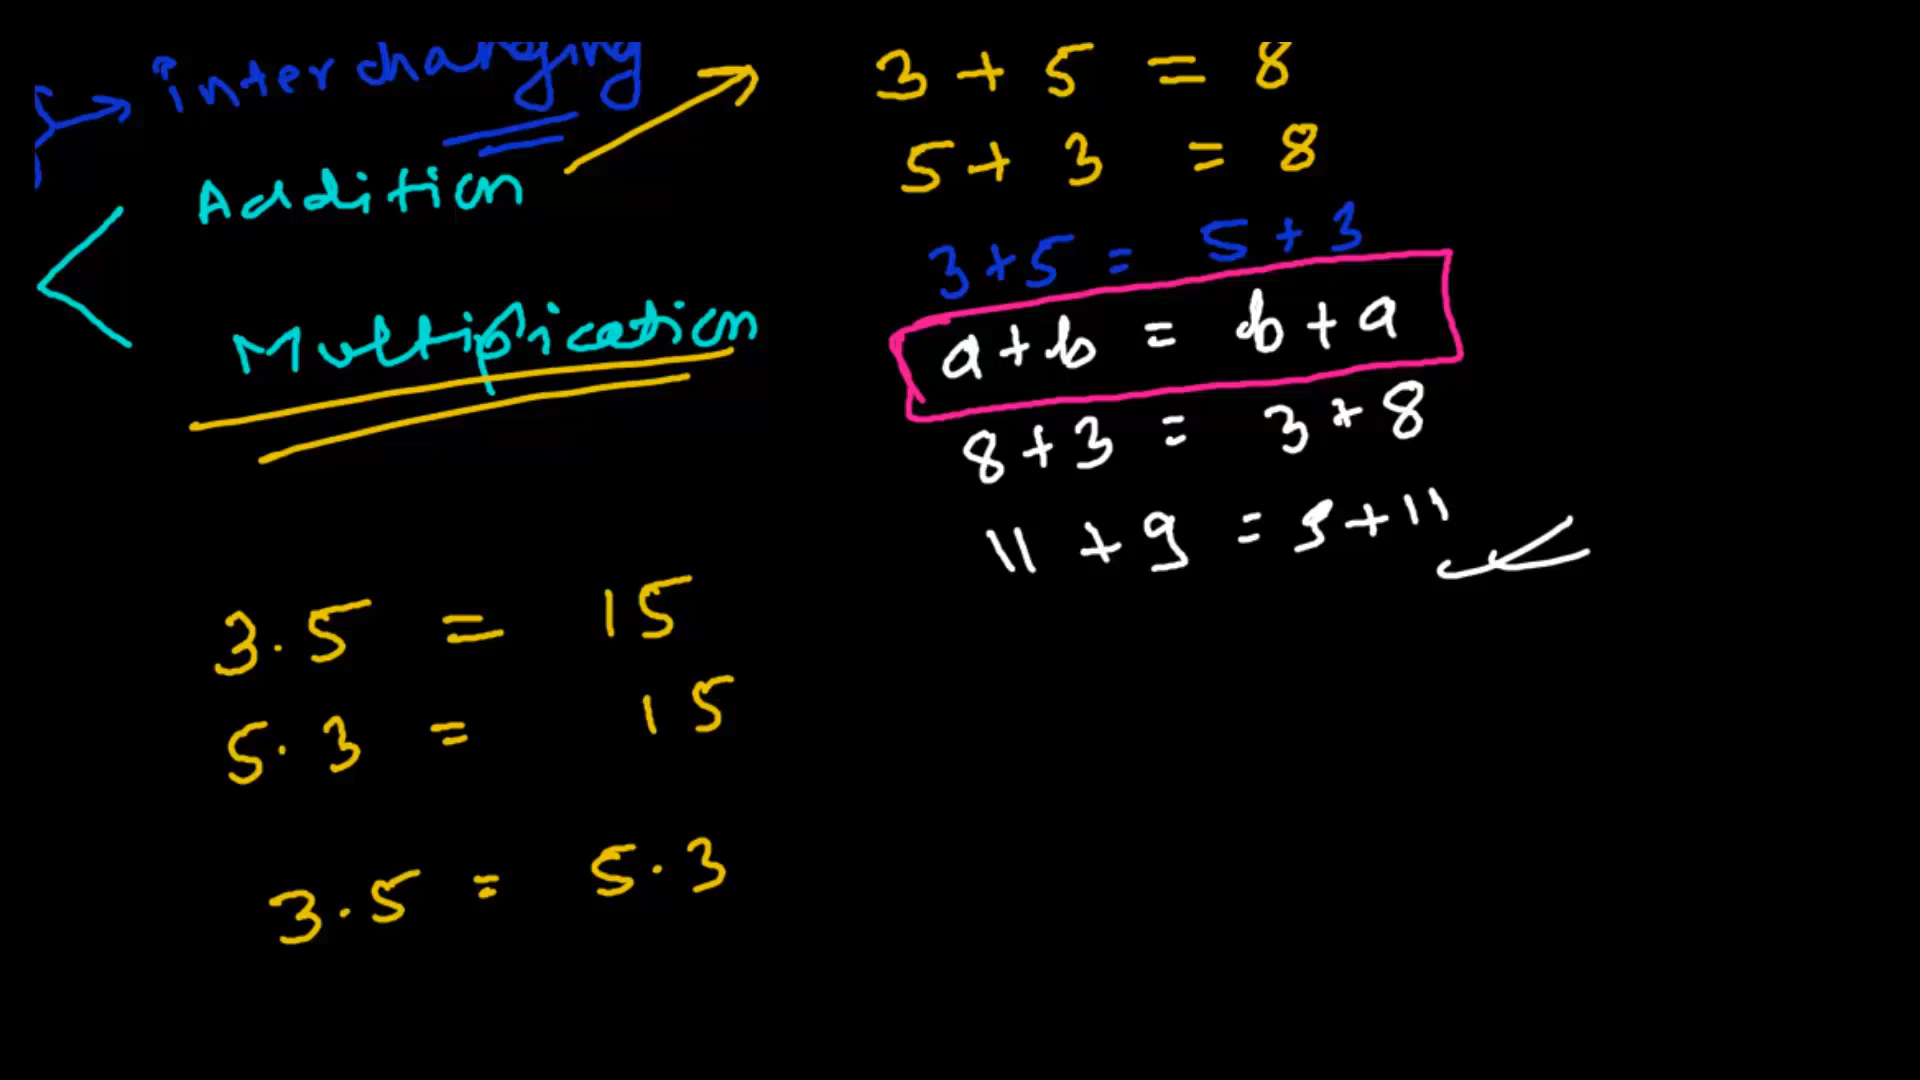 interchanging
Addition
Multiplication
3 + 5 = 8
5 + 3 = 8
3 + 5 = 5 + 3
a + b = b + a
8 + 3 = 3 + 8
11 + 9 = 9 + 11
3 . 5 = 15
5 . 3 = 15
3 . 5 = 5 . 3